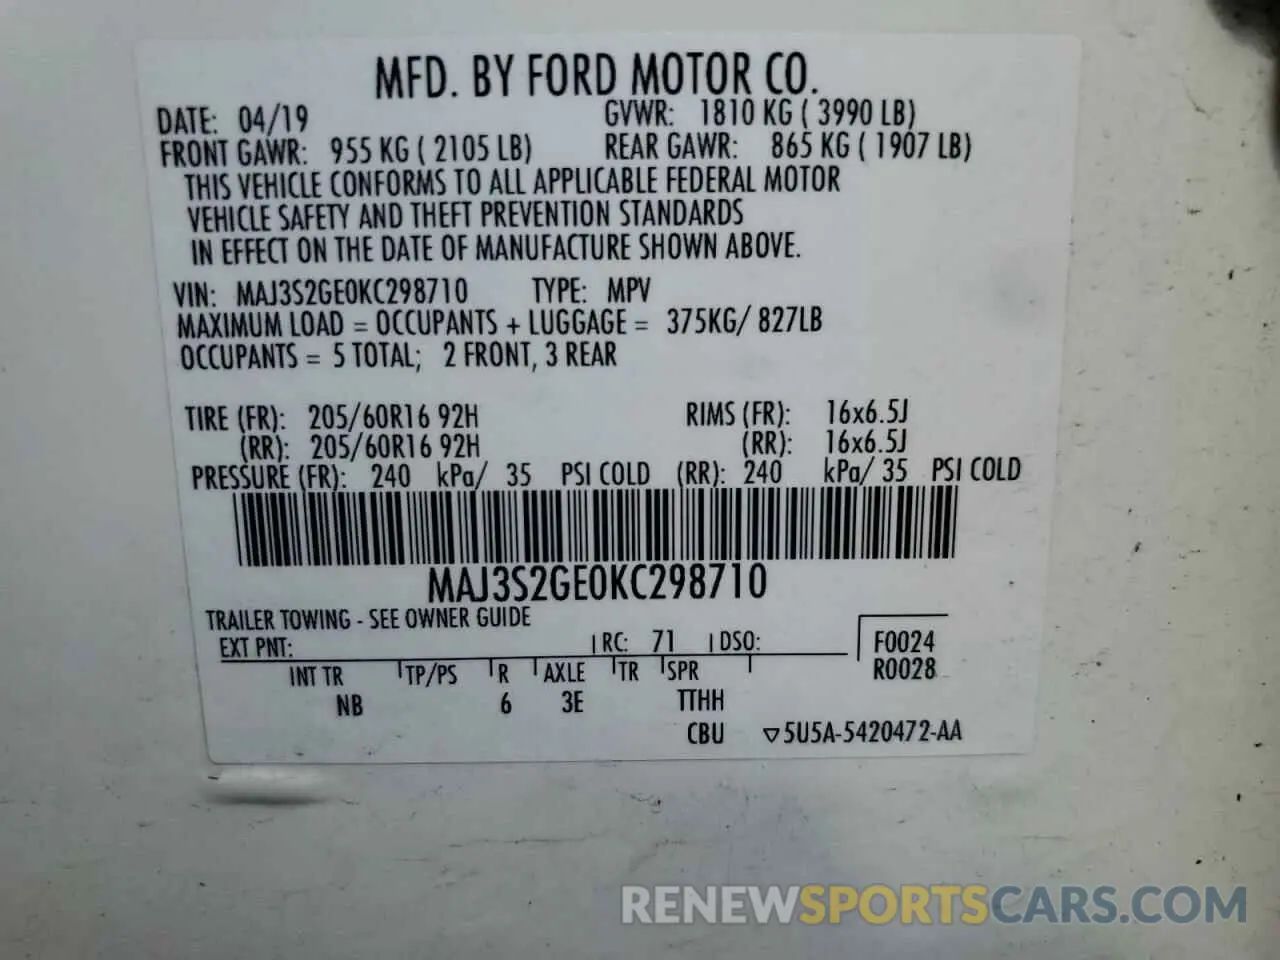 MFD. BY FORD MOTOR CO.
DATE: 04/19 GVWR: 1810 KG ( 3990 LB)
FRONT GAWR: 955 KG ( 2105 LB) REAR GAWR: 865 KG ( 1907 LB)
THIS VEHICLE CONFORMS TO ALL APPLICABLE FEDERAL MOTOR
VEHICLE SAFETY AND THEFT PREVENTION STANDARDS
IN EFFECT ON THE DATE OF MANUFACTURE SHOWN ABOVE.
VIN: MAJ3S2GE0KC298710 TYPE: MPV
MAXIMUM LOAD = OCCUPANTS + LUGGAGE = 375KG/ 827LB
OCCUPANTS = 5 TOTAL; 2 FRONT, 3 REAR
TIRE (FR): 205/60R16 92H RIMS (FR): 16x6.5J
(RR): 205/60R16 92H (RR): 16x6.5J
PRESSURE (FR): 240 kPa/ 35 PSI COLD (RR): 240 kPa/ 35 PSI COLD
MAJ3S2GE0KC298710
TRAILER TOWING - SEE OWNER GUIDE
EXT PNT: RC: 71 DSO: F0024
R0028
INT TR TP/PS R AXLE TR SPR
NB 6 3E TTHH
CBU ▽5U5A-5420472-AA
RENEWSPORTSCARS.COM